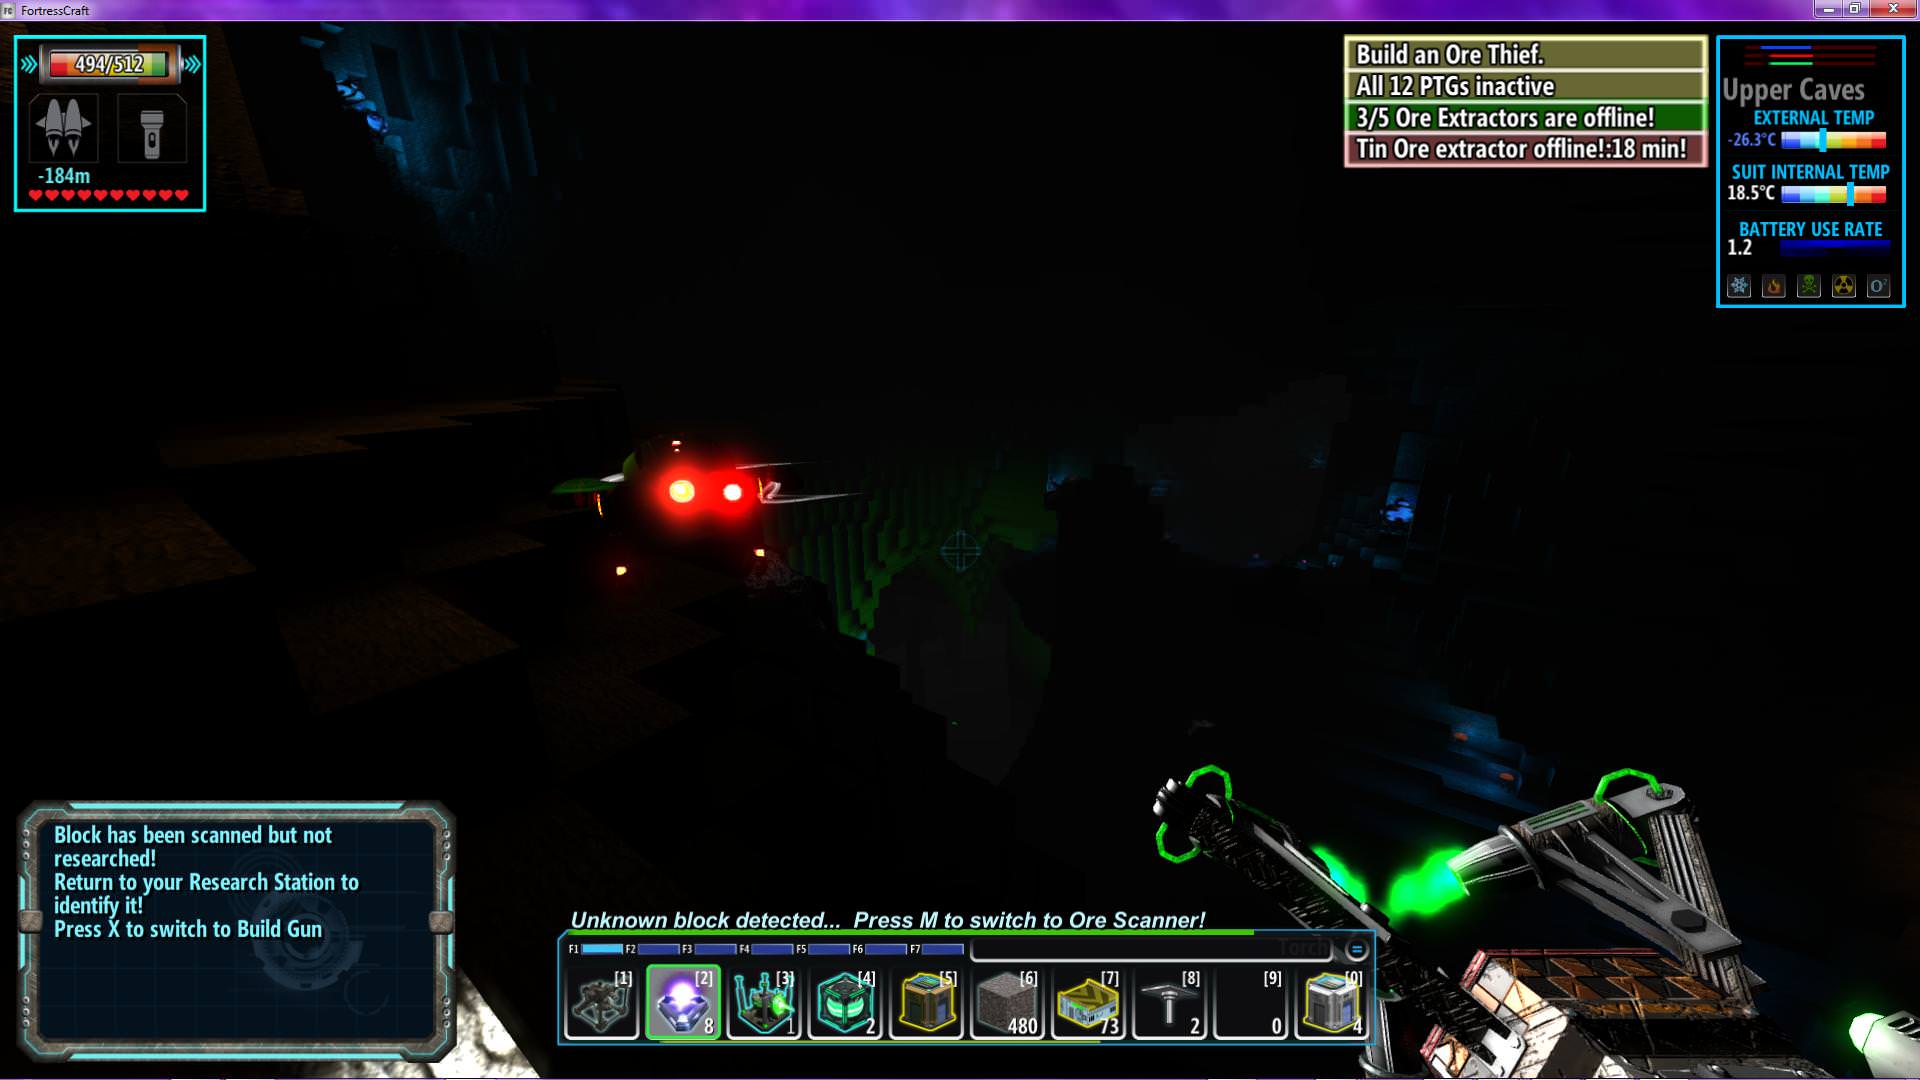 FortressCraft
494/512
-184m
Build an Ore Thief.
All 12 PTGs inactive
3/5 Ore Extractors are offline!
Tin Ore extractor offline!:18 min!
Upper Caves
EXTERNAL TEMP
-26.3°C
SUIT INTERNAL TEMP
18.5°C
BATTERY USE RATE
1.2
O²
Block has been scanned but not
researched!
Return to your Research Station to
identify it!
Press X to switch to Build Gun
Unknown block detected... Press M to switch to Ore Scanner!
F1 F2 F3 F4 F5 F6 F7 Torch =
[1] [2] [3] [4] [5] [6] [7] [8] [9] [0]
8 1 2 480 73 2 0 4